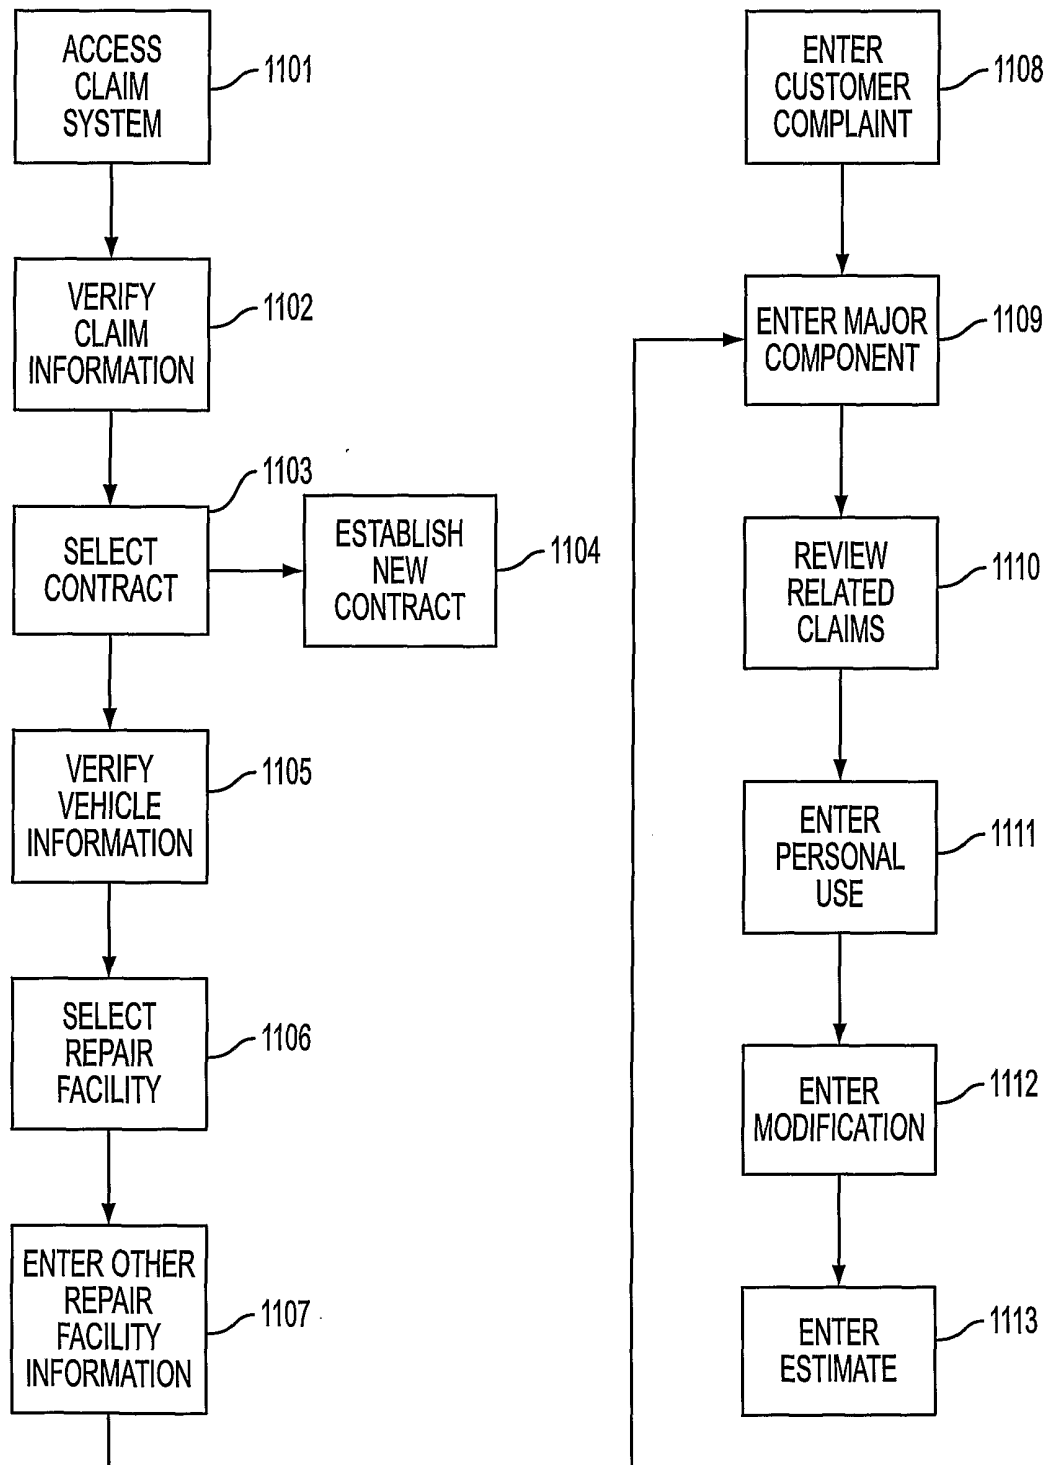 ACCESS
CLAIM
SYSTEM
1101
VERIFY
CLAIM
INFORMATION
1102
1103
SELECT
CONTRACT
ESTABLISH
NEW
CONTRACT
1104
VERIFY
VEHICLE
INFORMATION
1105
SELECT
REPAIR
FACILITY
1106
ENTER OTHER
REPAIR
FACILITY
INFORMATION
1107
ENTER
CUSTOMER
COMPLAINT
1108
ENTER MAJOR
COMPONENT
1109
REVIEW
RELATED
CLAIMS
1110
ENTER
PERSONAL
USE
1111
ENTER
MODIFICATION
1112
ENTER
ESTIMATE
1113